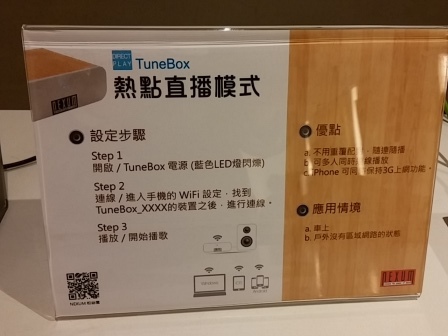 DIRECT PLAY TuneBox
熱點直播模式
NEXUM
設定步驟
Step 1
開啟 / TuneBox 電源 (藍色LED燈閃爍)
Step 2
連線 / 進入手機的 WiFi 設定,找到
TuneBox_XXXX的裝置之後,進行連線。
Step 3
播放 / 開始播歌
優點
a. 不用重覆配對,隨連隨播
b. 可多人同時連線播放
c. iPhone 可同時保持3G上網功能。
應用情境
a. 車上
b. 戶外沒有區域網路的狀態
NEXUM 粉絲團
NEXUM